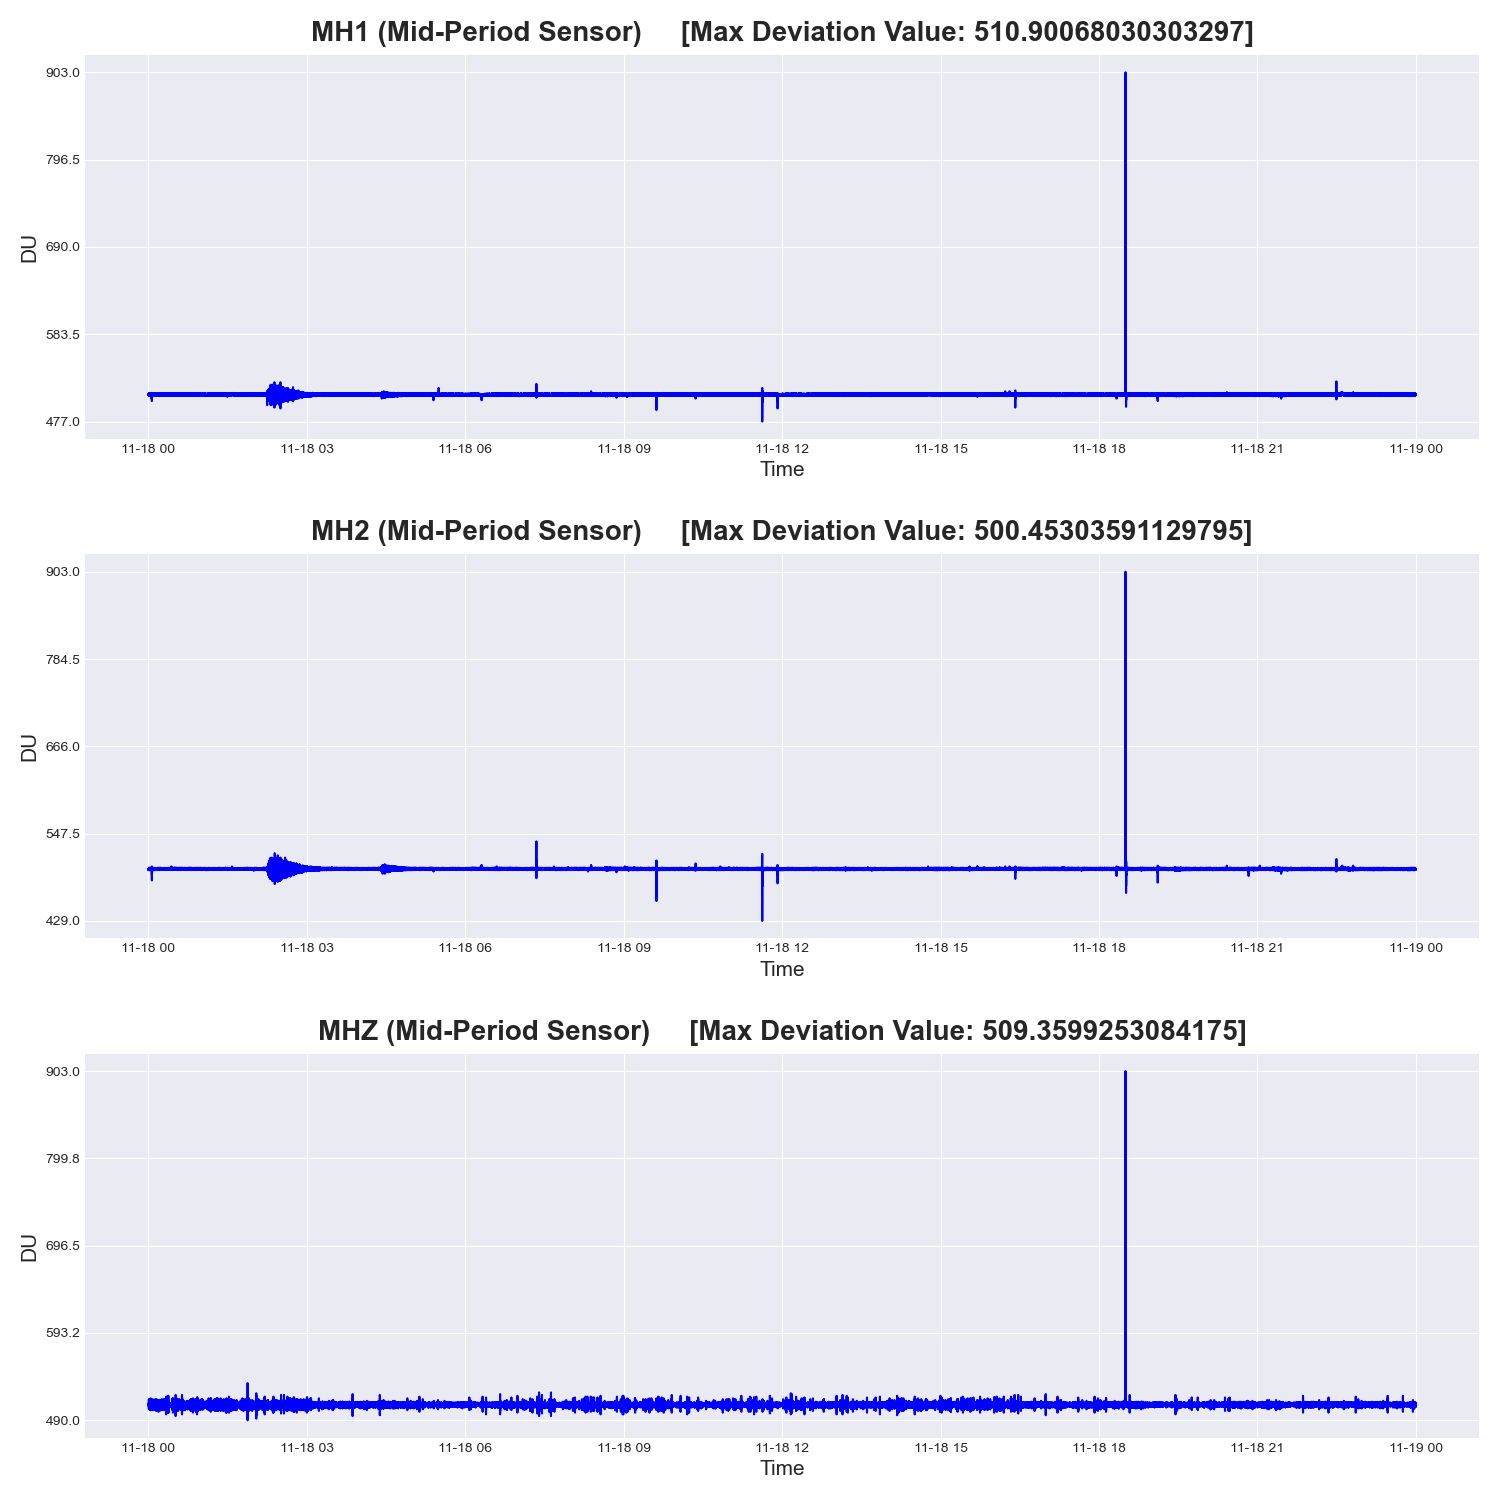 MH1 (Mid-Period Sensor) [Max Deviation Value: 510.90068030303297]
903.0
796.5
690.0
583.5
477.0
DU
11-18 00 11-18 03 11-18 06 11-18 09 11-18 12 11-18 15 11-18 18 11-18 21 11-19 00
Time
MH2 (Mid-Period Sensor) [Max Deviation Value: 500.45303591129795]
903.0
784.5
666.0
547.5
429.0
DU
11-18 00 11-18 03 11-18 06 11-18 09 11-18 12 11-18 15 11-18 18 11-18 21 11-19 00
Time
MHZ (Mid-Period Sensor) [Max Deviation Value: 509.3599253084175]
903.0
799.8
696.5
593.2
490.0
DU
11-18 00 11-18 03 11-18 06 11-18 09 11-18 12 11-18 15 11-18 18 11-18 21 11-19 00
Time